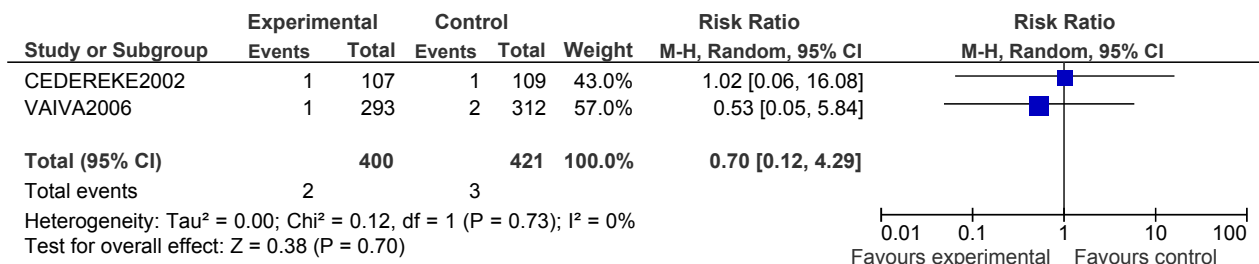 Experimental Control Risk Ratio Risk Ratio
Study or Subgroup Events Total Events Total Weight M-H, Random, 95% CI M-H, Random, 95% CI
CEDEREKE2002 1 107 1 109 43.0% 1.02 [0.06, 16.08]
VAIVA2006 1 293 2 312 57.0% 0.53 [0.05, 5.84]
Total (95% CI) 400 421 100.0% 0.70 [0.12, 4.29]
Total events 2 3
Heterogeneity: Tau² = 0.00; Chi² = 0.12, df = 1 (P = 0.73); I² = 0%
Test for overall effect: Z = 0.38 (P = 0.70)
0.01 0.1 1 10 100
Favours experimental Favours control